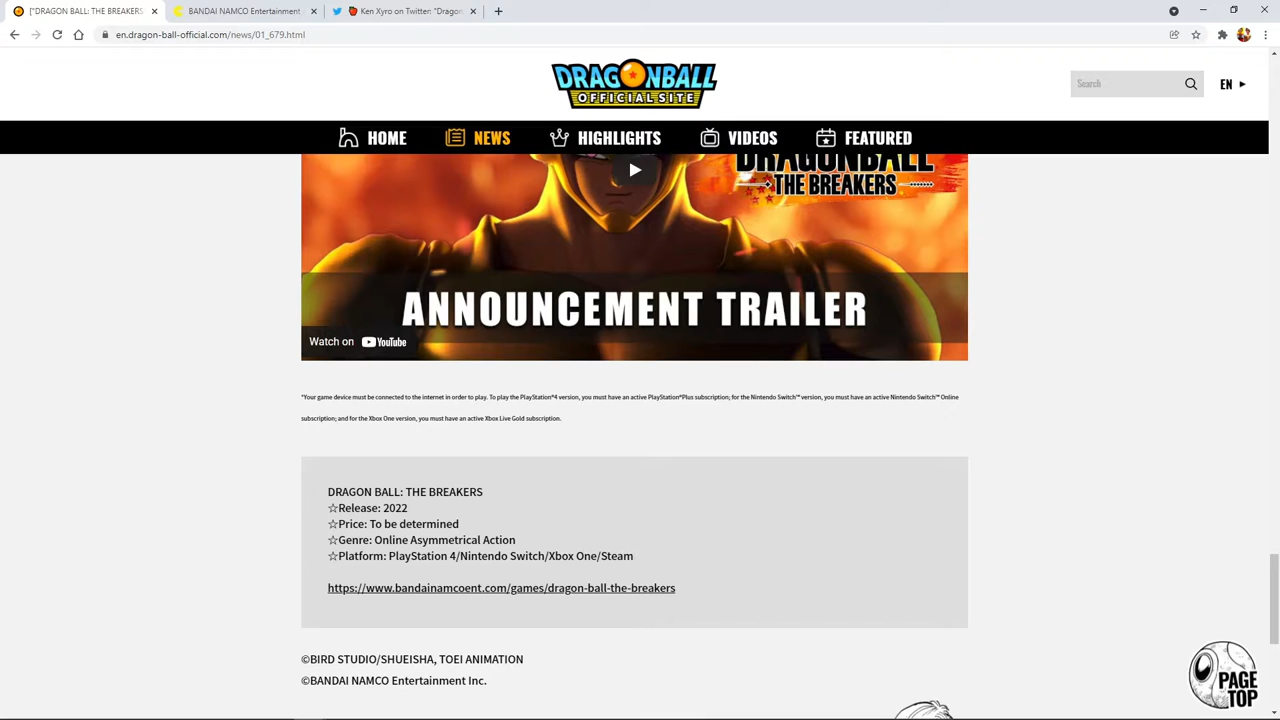 ["DRAGON BALL: THE BREAKERS"
BANDAI NAMCO Entertainment
Ken Xyro on Twitter: "Dragon
en.dragon-ball-official.com/news/01_679.html
DRAGONBALL
OFFICIAL SITE
Search
EN
HOME
NEWS
HIGHLIGHTS
VIDEOS
FEATURED
DRAGONBALL
THE BREAKERS
ANNOUNCEMENT TRAILER
Watch on YouTube
*Your game device must be connected to the internet in order to play. To play the PlayStation®4 version, you must have an active PlayStation®Plus subscription; for the Nintendo Switch™ version, you must have an active Nintendo Switch™ Online
subscription; and for the Xbox One version, you must have an active Xbox Live Gold subscription.
DRAGON BALL: THE BREAKERS
☆Release: 2022
☆Price: To be determined
☆Genre: Online Asymmetrical Action
☆Platform: PlayStation 4/Nintendo Switch/Xbox One/Steam
https://www.bandainamcoent.com/games/dragon-ball-the-breakers
©BIRD STUDIO/SHUEISHA, TOEI ANIMATION
©BANDAI NAMCO Entertainment Inc.
PAGE
TOP